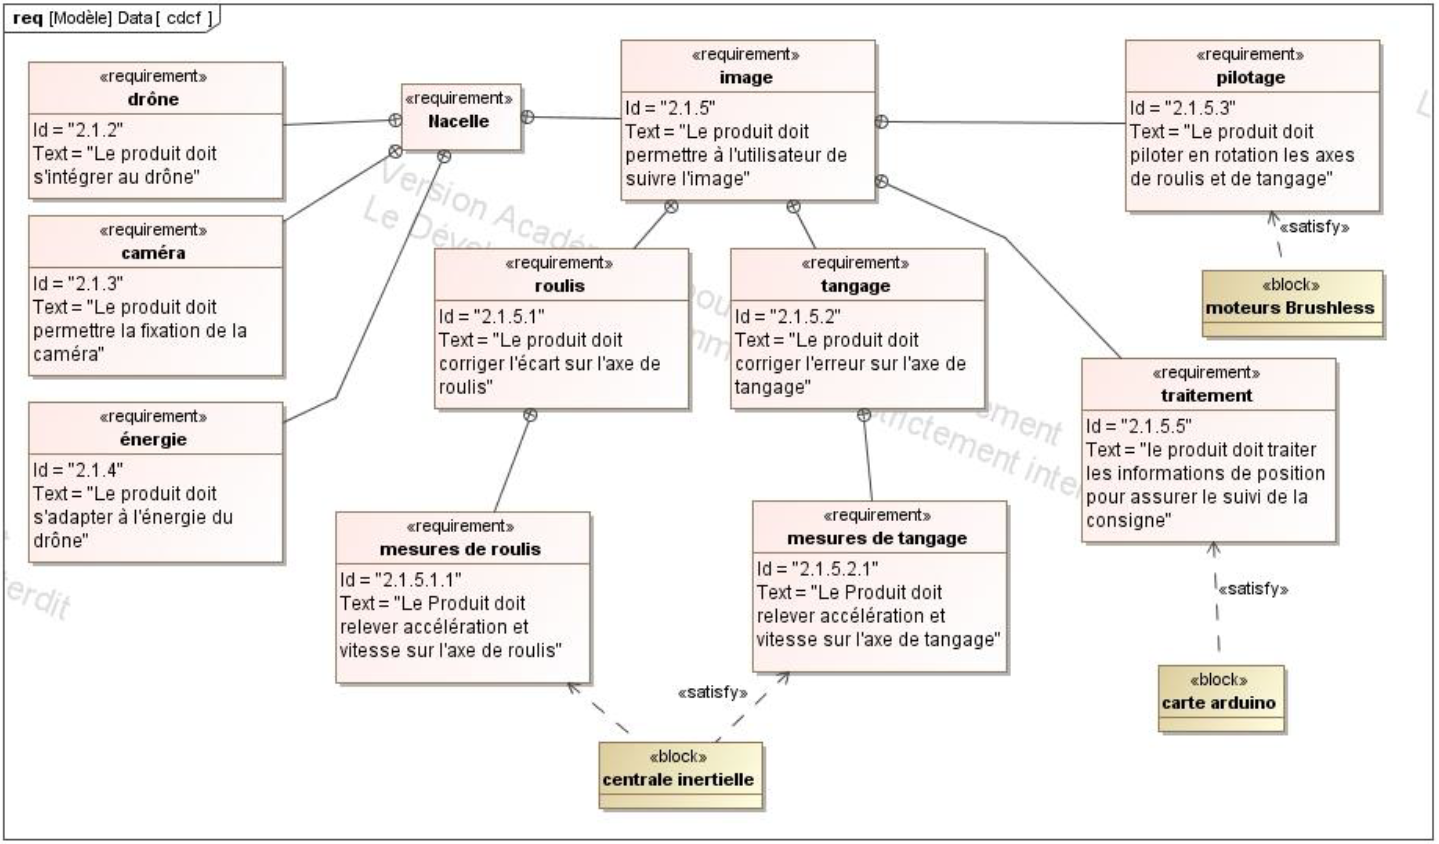 req [Modèle] Data [ cdcf ]
«requirement»
drône
Id = "2.1.2"
Text = "Le produit doit
s'intégrer au drône"
«requirement»
caméra
Id = "2.1.3"
Text = "Le produit doit
permettre la fixation de la
caméra"
«requirement»
énergie
Id = "2.1.4"
Text = "Le produit doit
s'adapter à l'énergie du
drône"
«requirement»
Nacelle
«requirement»
image
Id = "2.1.5"
Text = "Le produit doit
permettre à l'utilisateur de
suivre l'image"
«requirement»
pilotage
Id = "2.1.5.3"
Text = "Le produit doit
piloter en rotation les axes
de roulis et de tangage"
«satisfy»
«block»
moteurs Brushless
«requirement»
roulis
Id = "2.1.5.1"
Text = "Le produit doit
corriger l'écart sur l'axe de
roulis"
«requirement»
tangage
Id = "2.1.5.2"
Text = "Le produit doit
corriger l'erreur sur l'axe de
tangage"
«requirement»
traitement
Id = "2.1.5.5"
Text = "le produit doit traiter
les informations de position
pour assurer le suivi de la
consigne"
«requirement»
mesures de roulis
Id = "2.1.5.1.1"
Text = "Le Produit doit
relever accélération et
vitesse sur l'axe de roulis"
«requirement»
mesures de tangage
Id = "2.1.5.2.1"
Text = "Le Produit doit
relever accélération et
vitesse sur l'axe de tangage"
«satisfy»
«block»
centrale inertielle
«satisfy»
«block»
carte arduino
Version
Le